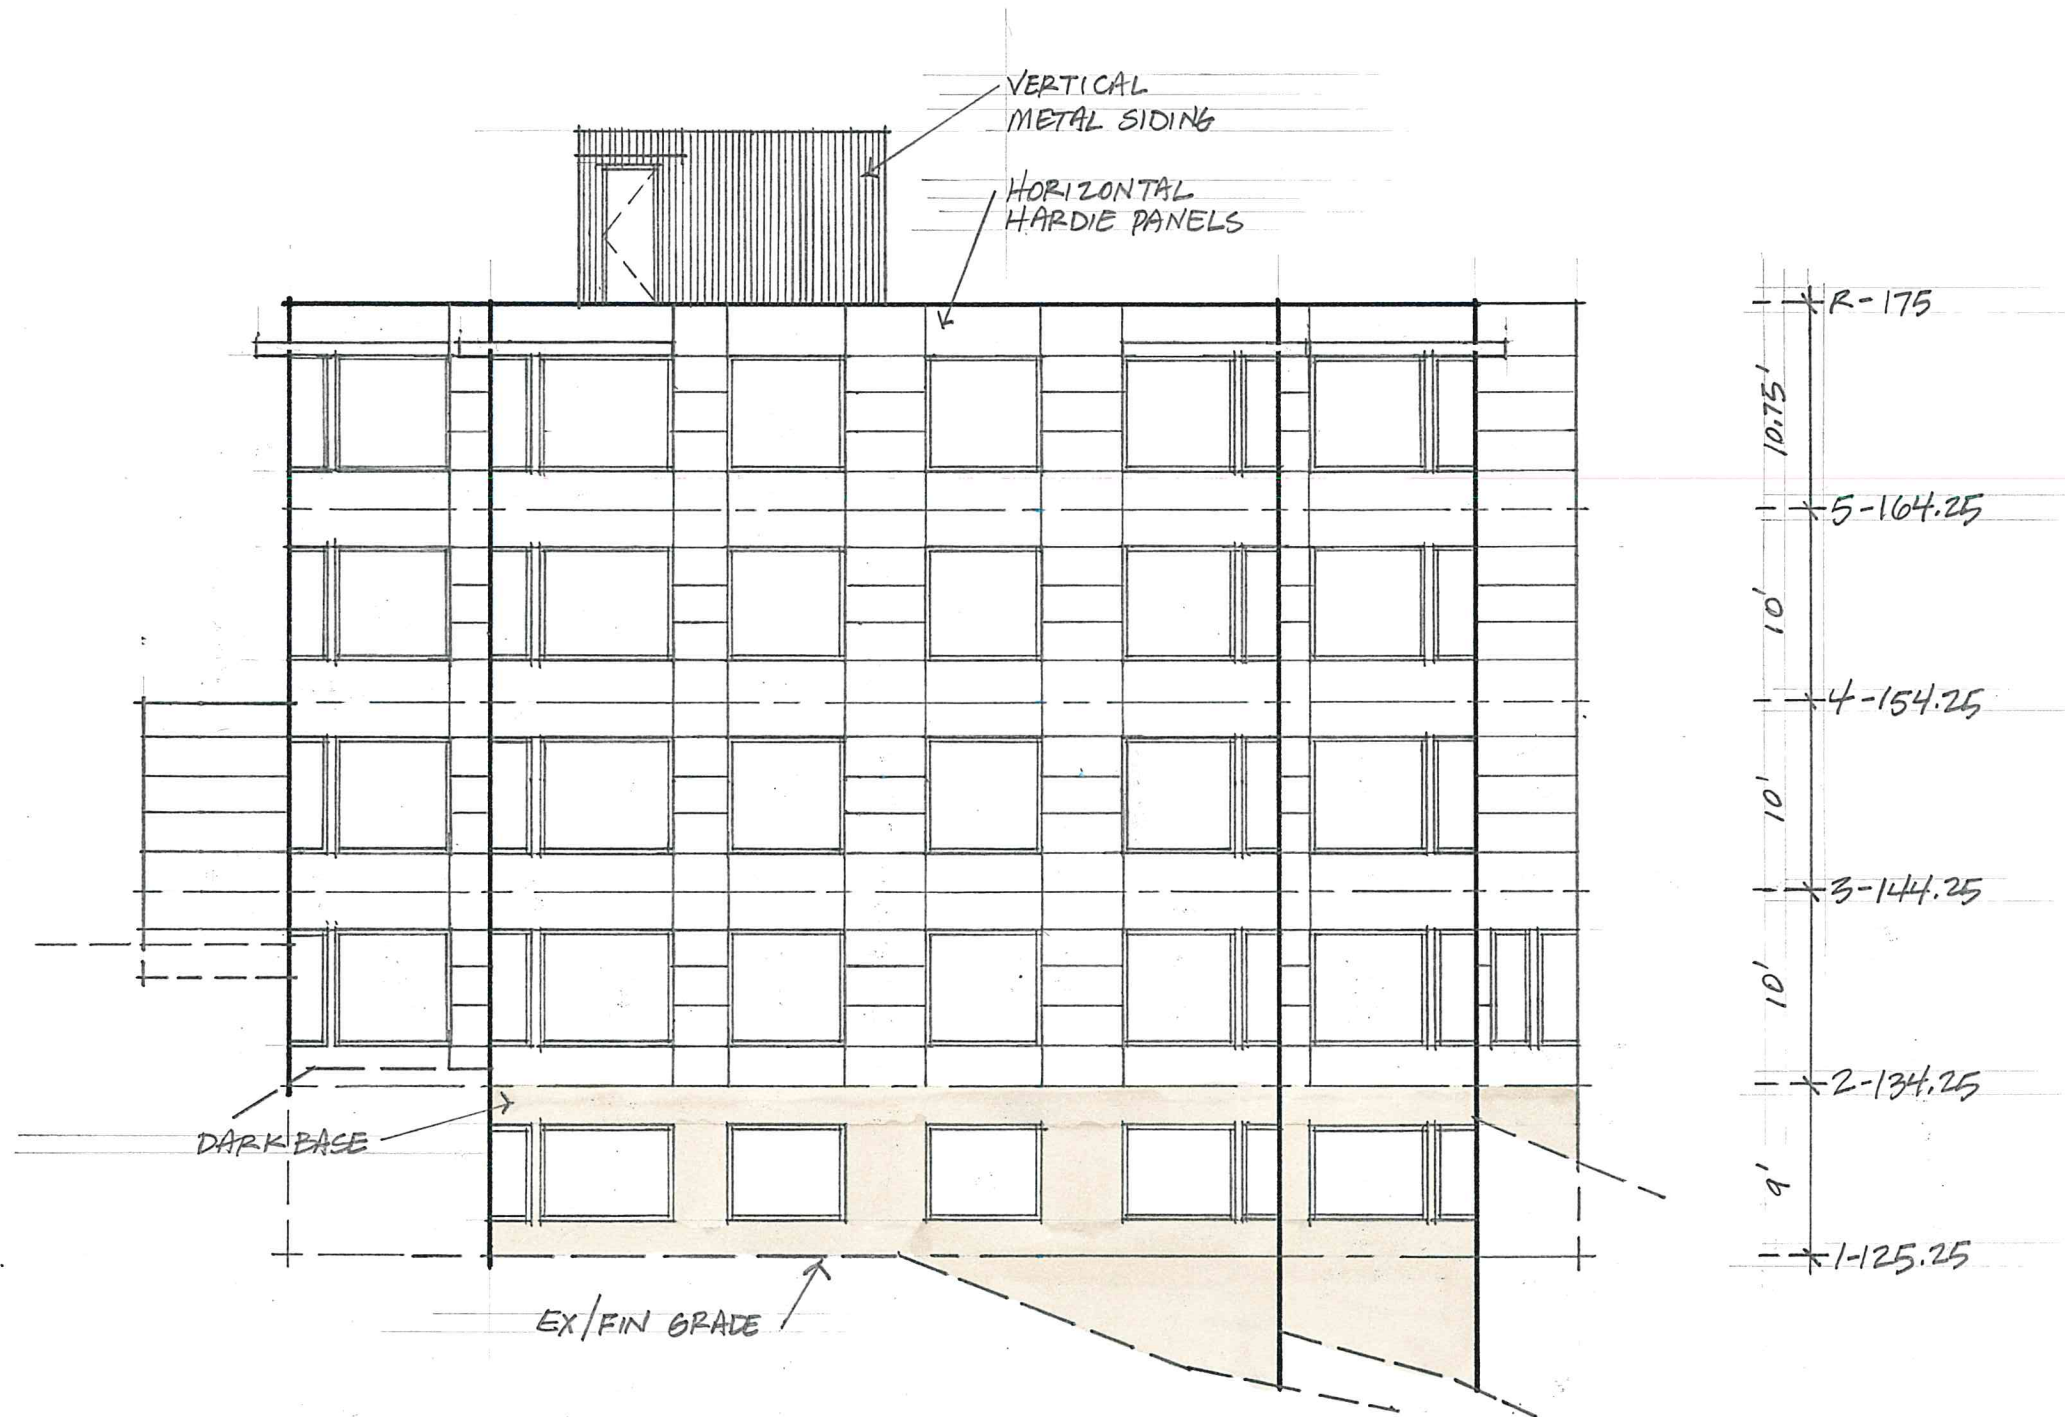 VERTICAL
METAL SIDING
HORIZONTAL
HARDIE PANELS
R-175
10.75'
5-164.25
10'
4-154.25
10'
3-144.25
10'
2-134.25
9'
1-125.25
DARK BASE
EX/FIN GRADE